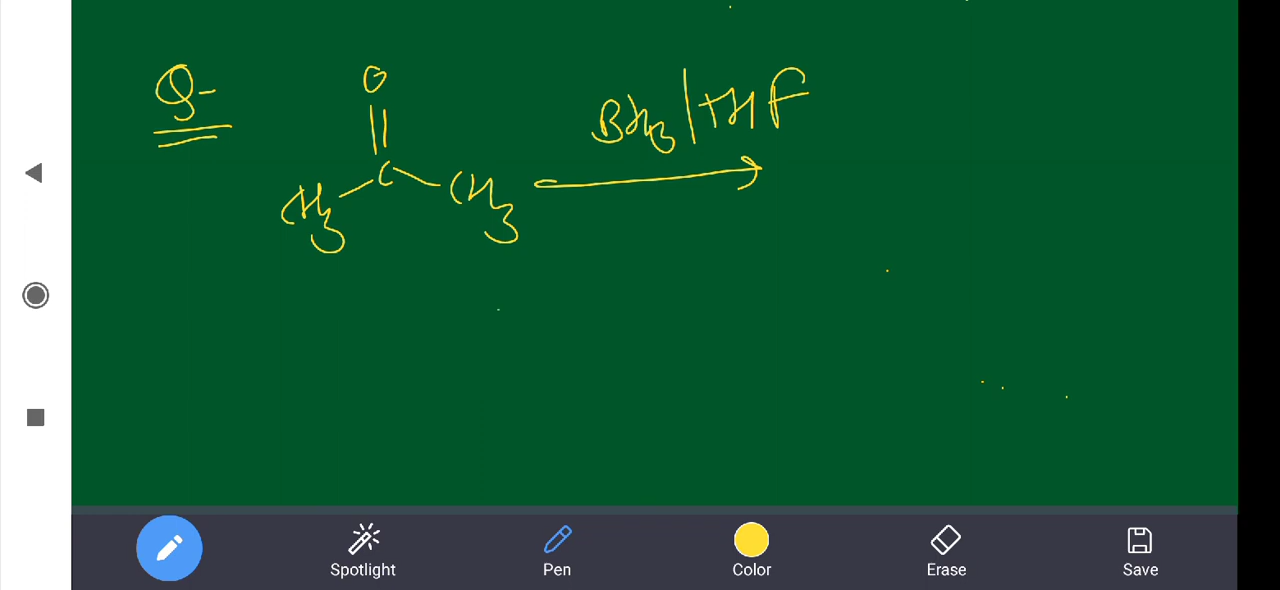 Q-
O
||
CH3-C-CH3 BH3/THF →
Spotlight Pen Color Erase Save